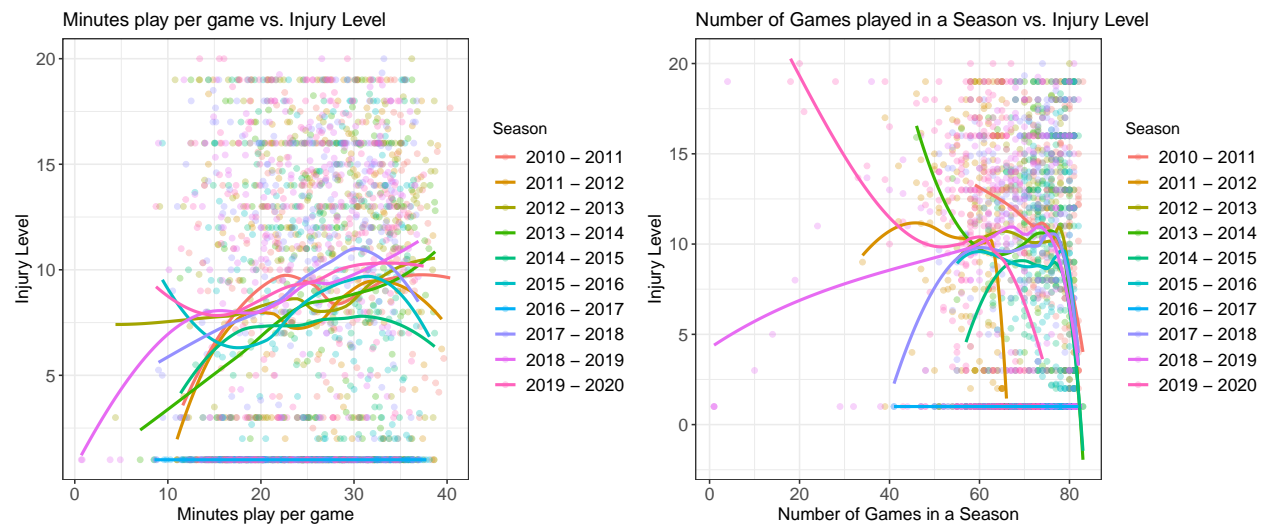 Minutes play per game vs. Injury Level
20
15
10
5
0
10
20
30
40
Minutes play per game
Injury Level
Season
2010 – 2011
2011 – 2012
2012 – 2013
2013 – 2014
2014 – 2015
2015 – 2016
2016 – 2017
2017 – 2018
2018 – 2019
2019 – 2020
Number of Games played in a Season vs. Injury Level
20
15
10
5
0
0
20
40
60
80
Number of Games in a Season
Injury Level
Season
2010 – 2011
2011 – 2012
2012 – 2013
2013 – 2014
2014 – 2015
2015 – 2016
2016 – 2017
2017 – 2018
2018 – 2019
2019 – 2020